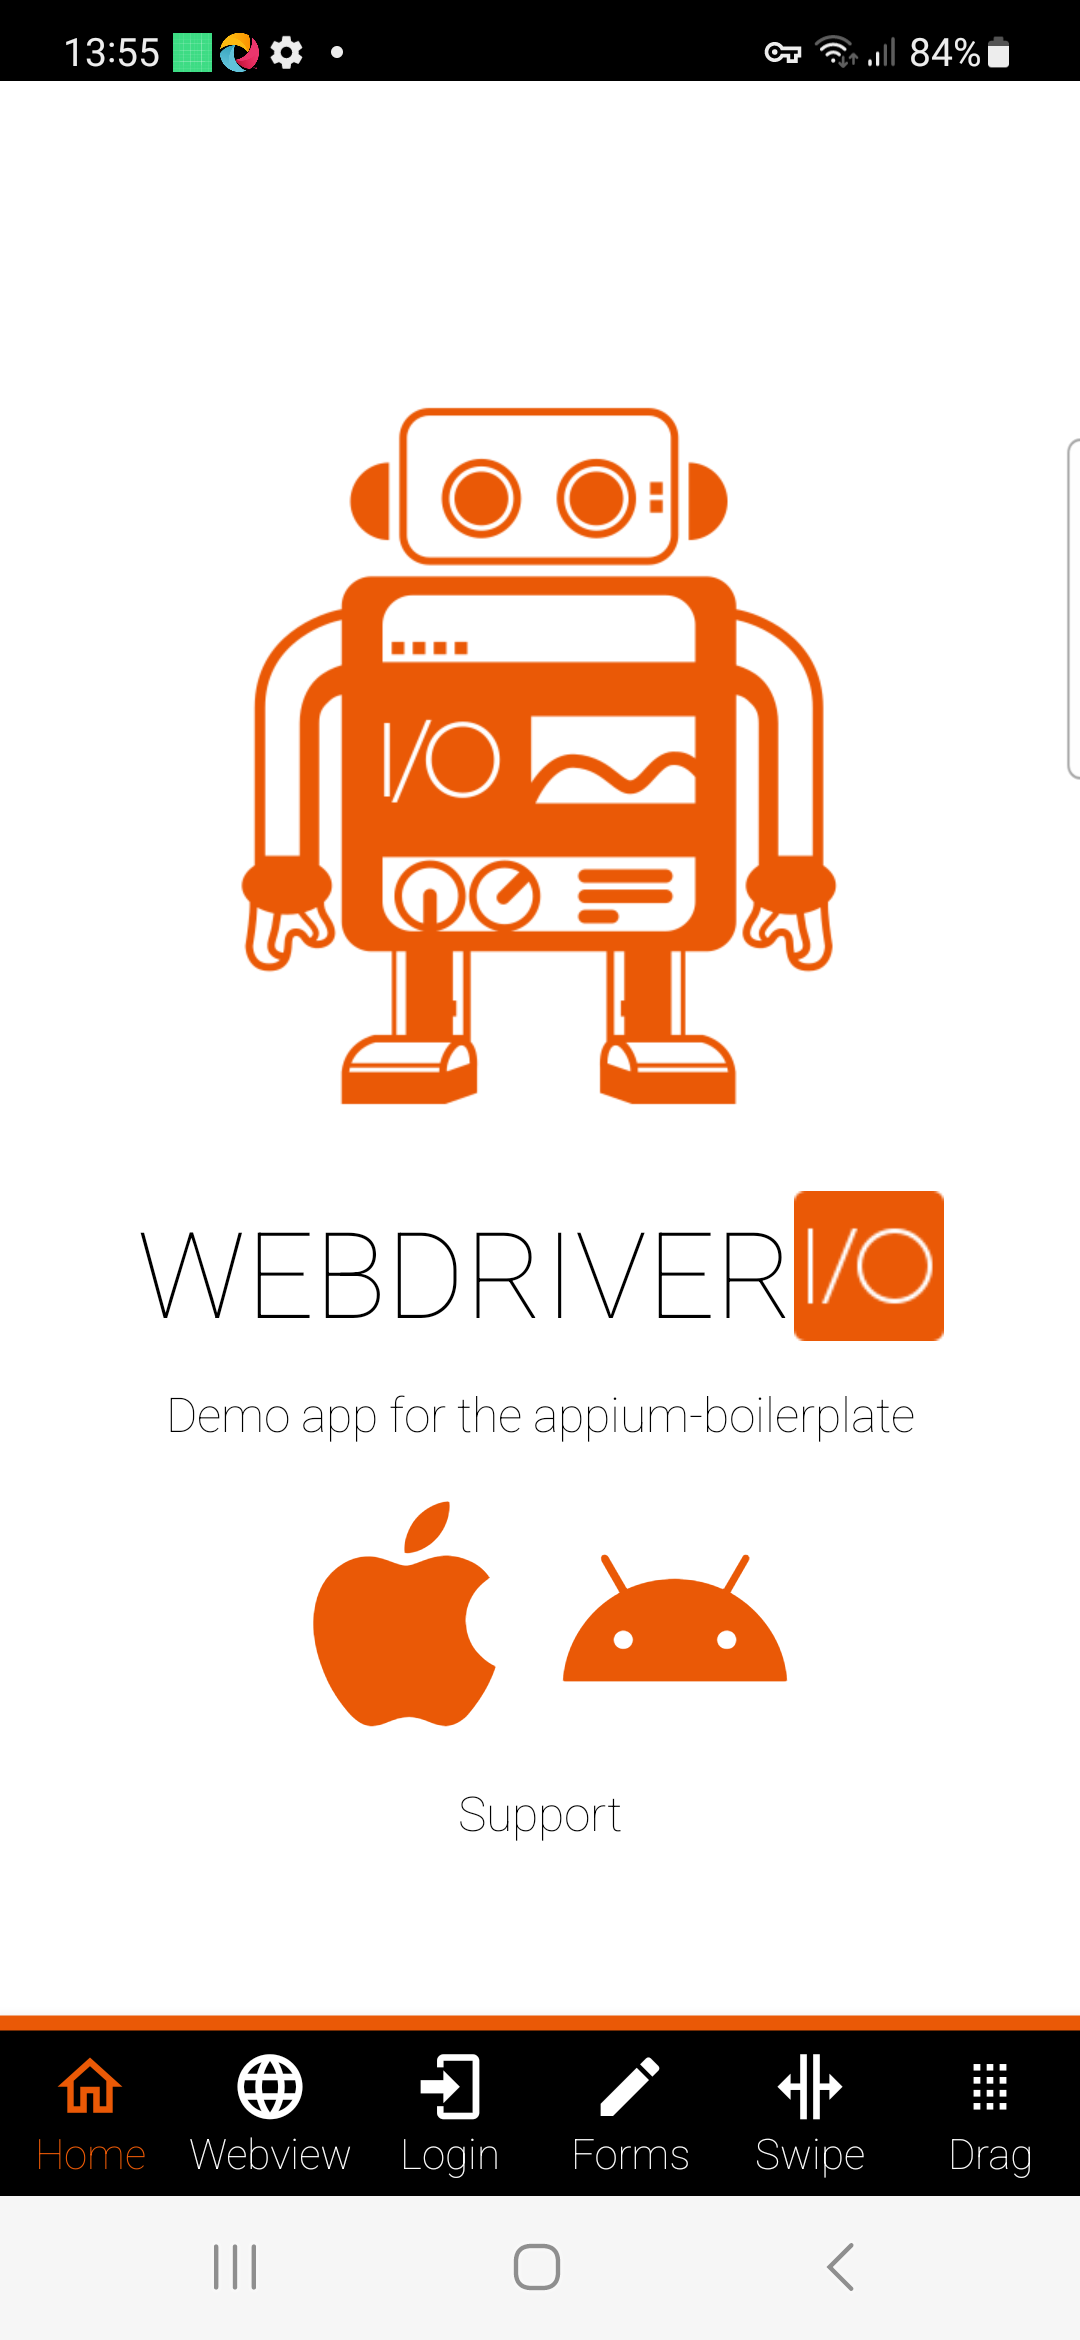 13:55
84%
I/O
WEBDRIVER I/O
Demo app for the appium-boilerplate
Support
Home Webview Login Forms Swipe Drag